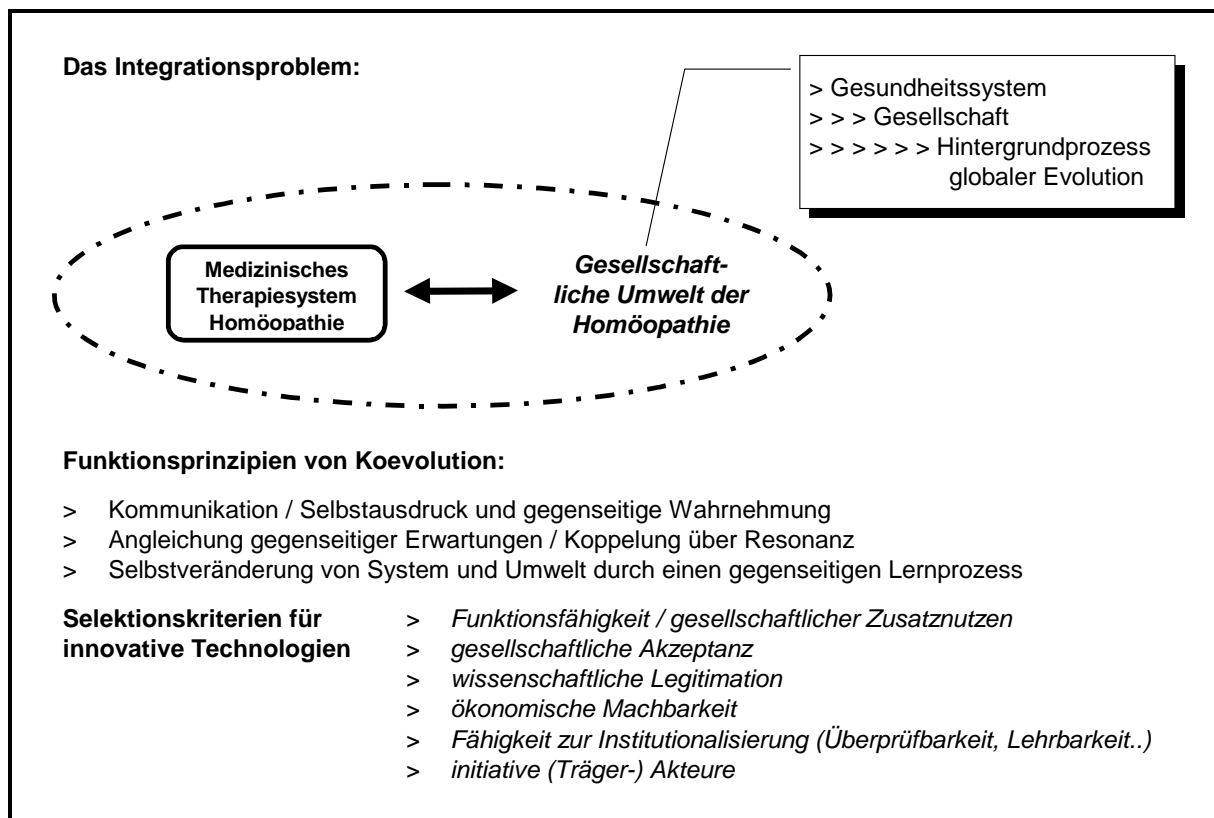 Das Integrationsproblem:
> Gesundheitssystem
> > > Gesellschaft
> > > > > > Hintergrundprozess
globaler Evolution
Medizinisches
Therapiesystem
Homöopathie
Gesellschaft-
liche Umwelt der
Homöopathie
Funktionsprinzipien von Koevolution:
> Kommunikation / Selbstausdruck und gegenseitige Wahrnehmung
> Angleichung gegenseitiger Erwartungen / Koppelung über Resonanz
> Selbstveränderung von System und Umwelt durch einen gegenseitigen Lernprozess
Selektionskriterien für
innovative Technologien
> Funktionsfähigkeit / gesellschaftlicher Zusatznutzen
> gesellschaftliche Akzeptanz
> wissenschaftliche Legitimation
> ökonomische Machbarkeit
> Fähigkeit zur Institutionalisierung (Überprüfbarkeit, Lehrbarkeit..)
> initiative (Träger-) Akteure